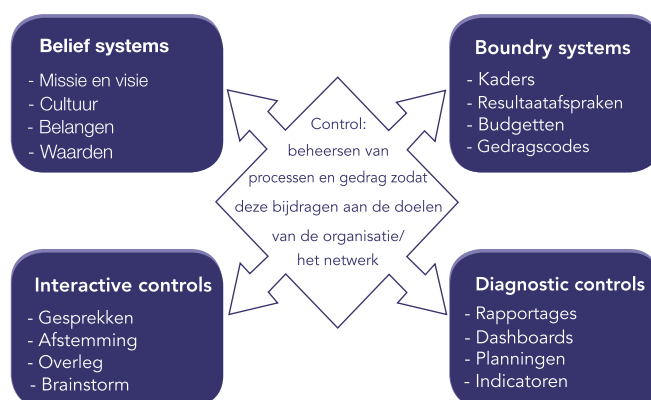 Belief systems
- Missie en visie
- Cultuur
- Belangen
- Waarden
Boundry systems
- Kaders
- Resultaatafspraken
- Budgetten
- Gedragscodes
Control:
beheersen van
processen en gedrag zodat
deze bijdragen aan de doelen
van de organisatie/
het netwerk
Interactive controls
- Gesprekken
- Afstemming
- Overleg
- Brainstorm
Diagnostic controls
- Rapportages
- Dashboards
- Planningen
- Indicatoren